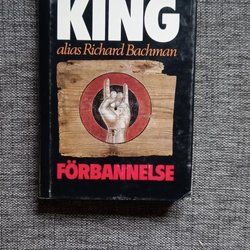 KING
alias Richard Bachman
FÖRBANNELSE